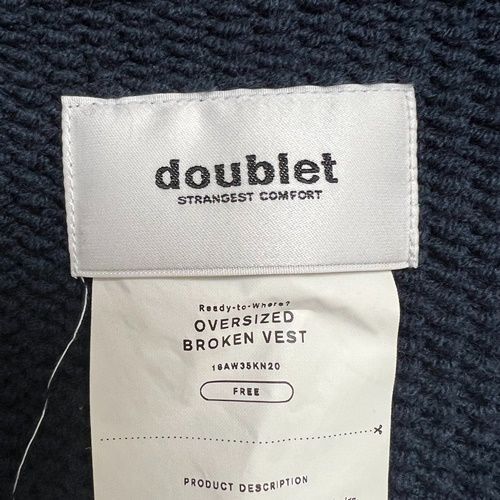 doublet
STRANGEST COMFORT
Ready-to-Where?
OVERSIZED
BROKEN VEST
18AW35KN20
FREE
PRODUCT DESCRIPTION